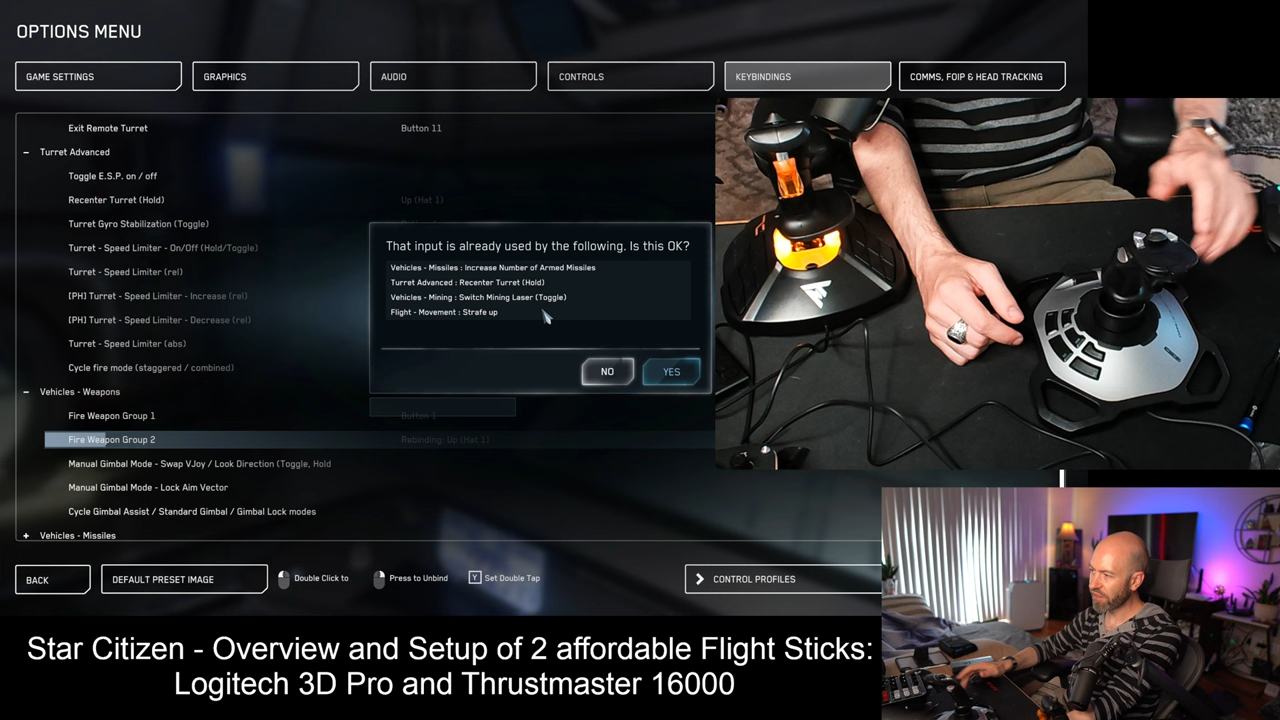 OPTIONS MENU
GAME SETTINGS
GRAPHICS
AUDIO
CONTROLS
KEYBINDINGS
COMMS, FOIP & HEAD TRACKING
Exit Remote Turret Button 11
Turret Advanced
Toggle E.S.P. on / off
Recenter Turret (Hold) Up (Hat 1)
Turret Gyro Stabilization (Toggle)
Turret - Speed Limiter - On/Off (Hold/Toggle)
Turret - Speed Limiter (rel)
[PH] Turret - Speed Limiter - Increase (rel)
[PH] Turret - Speed Limiter - Decrease (rel)
Turret - Speed Limiter (abs)
Cycle fire mode (staggered / combined)
Vehicles - Weapons
Fire Weapon Group 1 Button 1
Fire Weapon Group 2 Rebinding: Up (Hat 1)
Manual Gimbal Mode - Swap VJoy / Look Direction (Toggle, Hold
Manual Gimbal Mode - Lock Aim Vector
Cycle Gimbal Assist / Standard Gimbal / Gimbal Lock modes
+ Vehicles - Missiles
That input is already used by the following. Is this OK?
Vehicles - Missiles : Increase Number of Armed Missiles
Turret Advanced : Recenter Turret (Hold)
Vehicles - Mining : Switch Mining Laser (Toggle)
Flight - Movement : Strafe up
NO
YES
BACK
DEFAULT PRESET IMAGE
Double Click to
Press to Unbind
Y Set Double Tap
CONTROL PROFILES
Star Citizen - Overview and Setup of 2 affordable Flight Sticks:
Logitech 3D Pro and Thrustmaster 16000